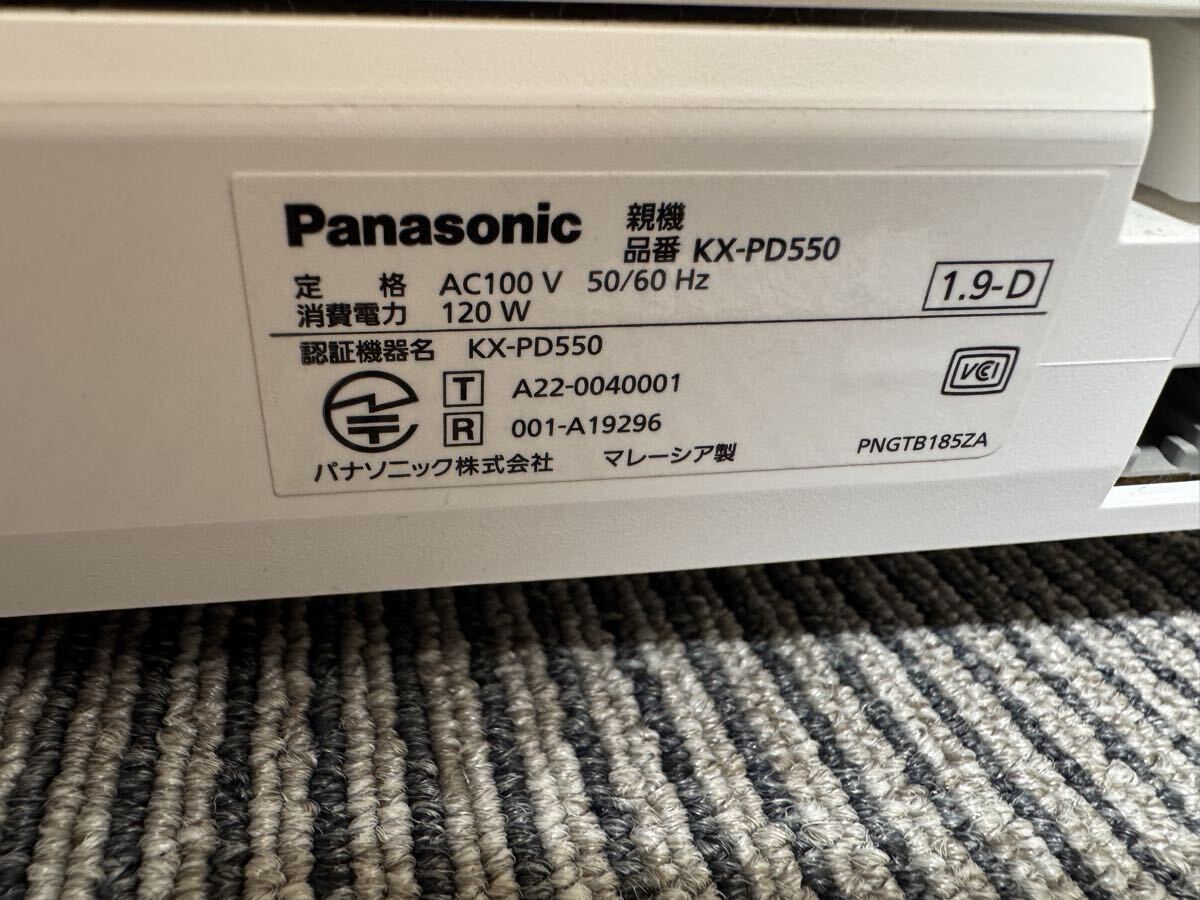 Panasonic 親機
品番 KX-PD550
定 格 AC100 V 50/60 Hz
消費電力 120 W
1.9-D
認証機器名 KX-PD550
T A22-0040001
R 001-A19296
VCI
パナソニック株式会社 マレーシア製
PNGTB185ZA